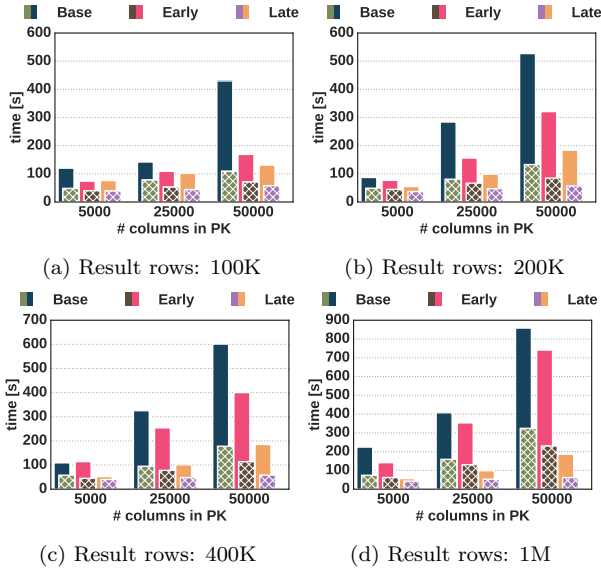 Base Early Late
600
500
400
300
200
100
0
time [s]
5000 25000 50000
# columns in PK
(a) Result rows: 100K
Base Early Late
600
500
400
300
200
100
0
time [s]
5000 25000 50000
# columns in PK
(b) Result rows: 200K
Base Early Late
700
600
500
400
300
200
100
0
time [s]
5000 25000 50000
# columns in PK
(c) Result rows: 400K
Base Early Late
900
800
700
600
500
400
300
200
100
0
time [s]
5000 25000 50000
# columns in PK
(d) Result rows: 1M